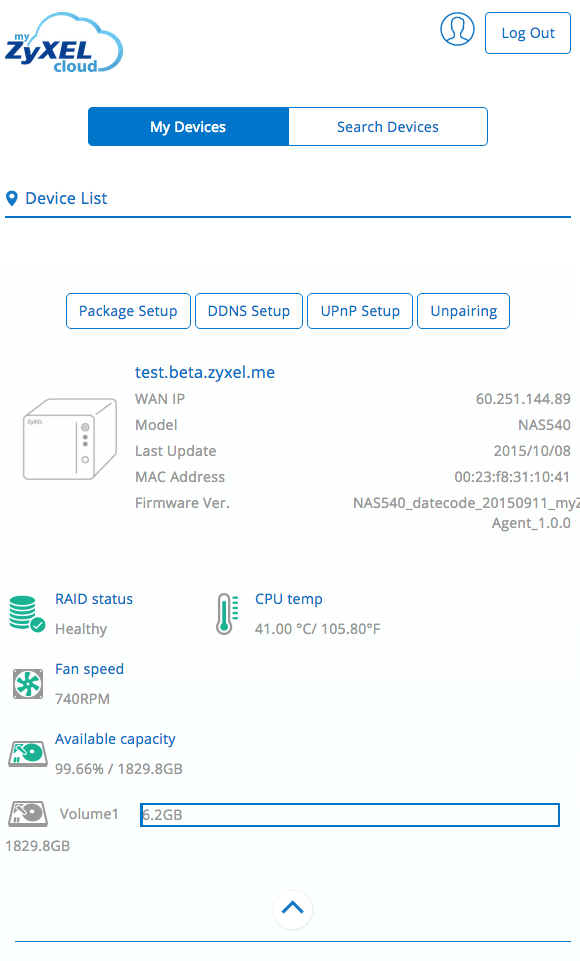 my
ZyXEL
cloud
Log Out
My Devices
Search Devices
Device List
Package Setup
DDNS Setup
UPnP Setup
Unpairing
test.beta.zyxel.me
WAN IP 60.251.144.89
Model NAS540
Last Update 2015/10/08
MAC Address 00:23:f8:31:10:41
Firmware Ver. NAS540_datecode_20150911_myZ
Agent_1.0.0
ZyXEL
RAID status
Healthy
CPU temp
41.00 °C/ 105.80°F
Fan speed
740RPM
Available capacity
99.66% / 1829.8GB
Volume1 6.2GB
1829.8GB